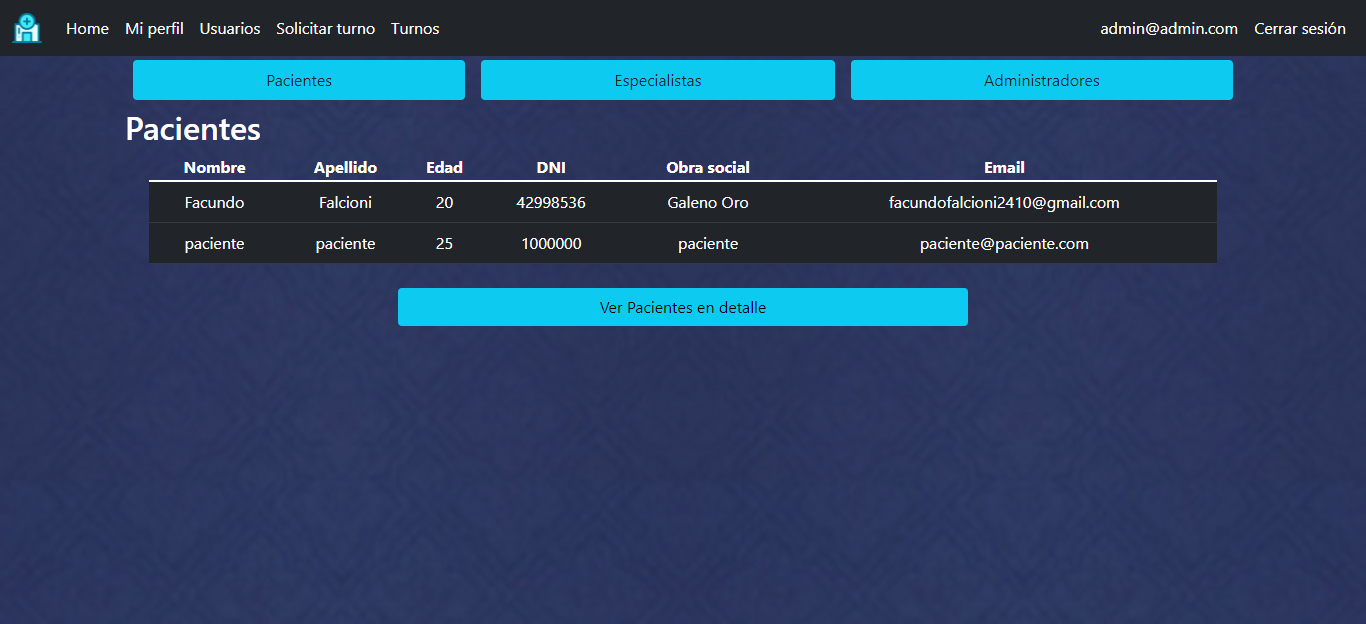 Home Mi perfil Usuarios Solicitar turno Turnos admin@admin.com Cerrar sesión
Pacientes Especialistas Administradores
Pacientes
Nombre Apellido Edad DNI Obra social Email
Facundo Falcioni 20 42998536 Galeno Oro facundofalcioni2410@gmail.com
paciente paciente 25 1000000 paciente paciente@paciente.com
Ver Pacientes en detalle